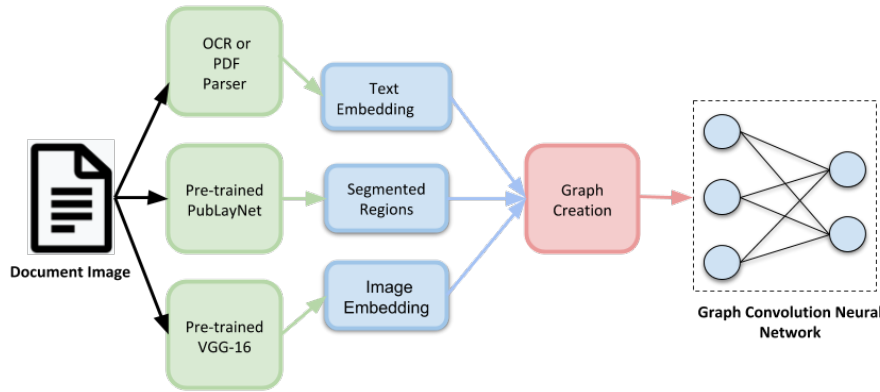 OCR or
PDF
Parser
Text
Embedding
Document Image
Pre-trained
PubLayNet
Segmented
Regions
Graph
Creation
Pre-trained
VGG-16
Image
Embedding
Graph Convolution Neural
Network